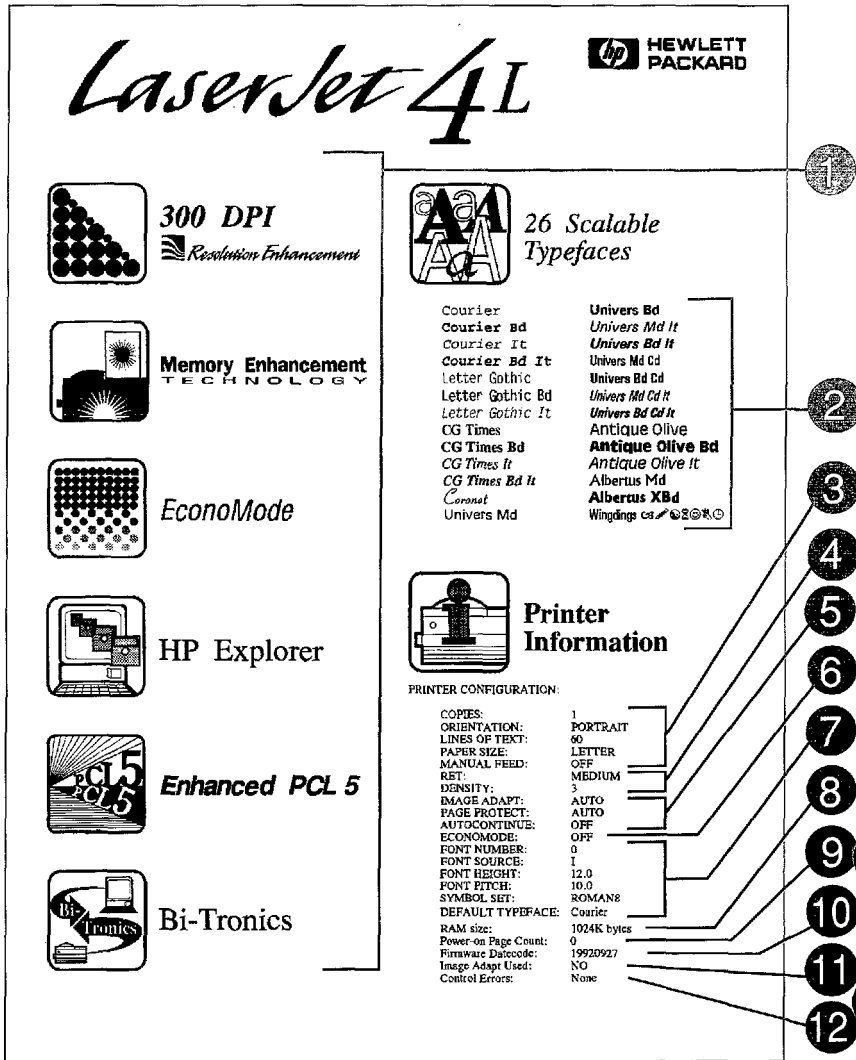 LaserJet 4L
hp HEWLETT PACKARD
300 DPI
Resolution Enhancement
Memory Enhancement
TECHNOLOGY
EconoMode
HP Explorer
PCL5
PCL5
Enhanced PCL 5
Bi-Tronics
Bi-Tronics
26 Scalable
Typefaces
Courier
Courier Bd
Courier It
Courier Bd It
Letter Gothic
Letter Gothic Bd
Letter Gothic It
CG Times
CG Times Bd
CG Times It
CG Times Bd It
Coronet
Univers Md
Univers Bd
Univers Md It
Univers Bd It
Univers Md Cd
Univers Bd Cd
Univers Md Cd It
Univers Bd Cd It
Antique Olive
Antique Olive Bd
Antique Olive It
Albertus Md
Albertus XBd
Wingdings
Printer
Information
PRINTER CONFIGURATION:
COPIES: 1
ORIENTATION: PORTRAIT
LINES OF TEXT: 60
PAPER SIZE: LETTER
MANUAL FEED: OFF
RET: MEDIUM
DENSITY: 3
IMAGE ADAPT: AUTO
PAGE PROTECT: AUTO
AUTOCONTINUE: OFF
ECONOMODE: OFF
FONT NUMBER: 0
FONT SOURCE: I
FONT HEIGHT: 12.0
FONT PITCH: 10.0
SYMBOL SET: ROMAN8
DEFAULT TYPEFACE: Courier
RAM size: 1024K bytes
Power-on Page Count: 0
Firmware Datecode: 19920927
Image Adapt Used: NO
Control Errors: None
1
2
3
4
5
6
7
8
9
10
11
12